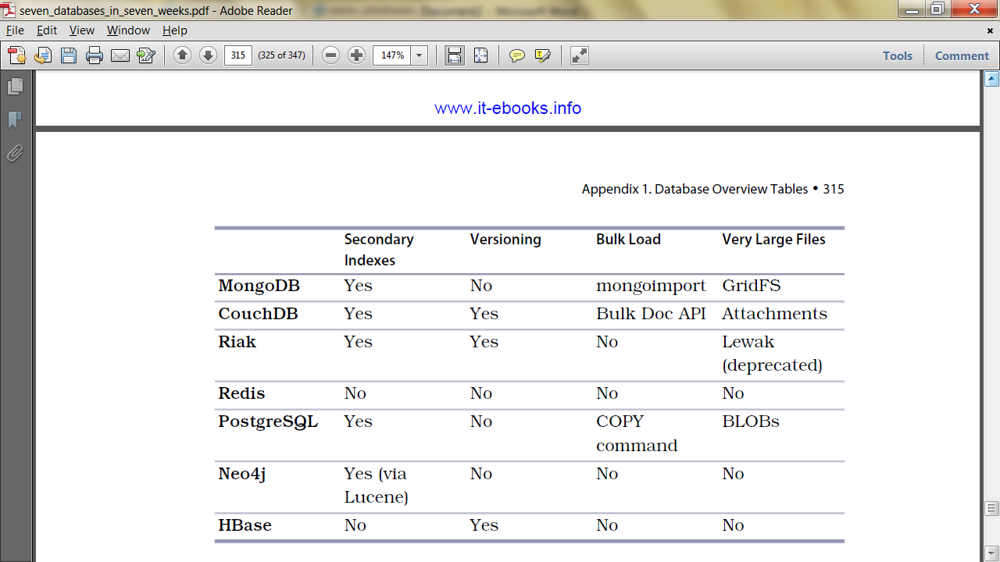 seven_databases_in_seven_weeks.pdf - Adobe Reader
File Edit View Window Help
315 (325 of 347) 147% Tools Comment
www.it-ebooks.info
Appendix 1. Database Overview Tables • 315
Secondary Versioning Bulk Load Very Large Files
Indexes
MongoDB Yes No mongoimport GridFS
CouchDB Yes Yes Bulk Doc API Attachments
Riak Yes Yes No Lewak
(deprecated)
Redis No No No No
PostgreSQL Yes No COPY BLOBs
command
Neo4j Yes (via No No No
Lucene)
HBase No Yes No No